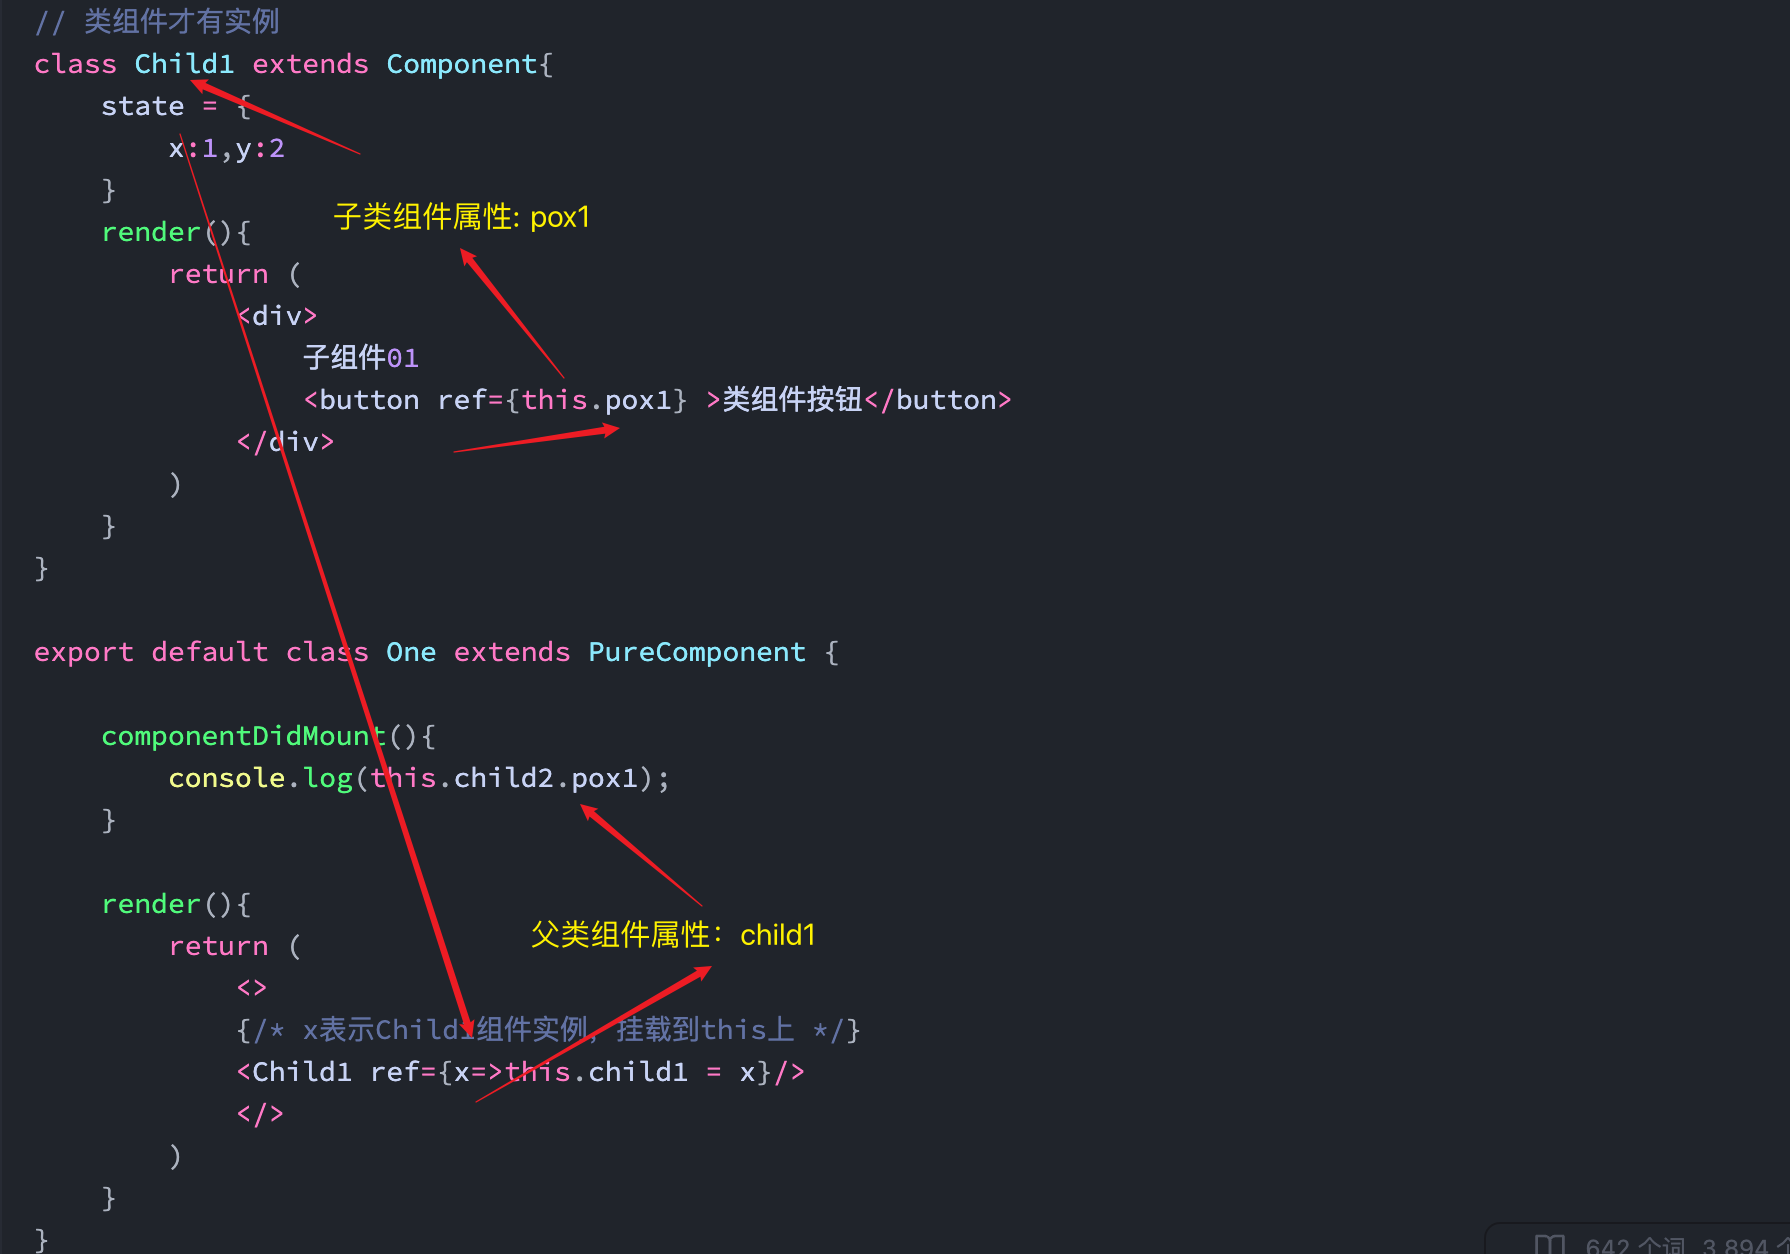 // 类组件才有实例
class Child1 extends Component{
state = {
x:1,y:2
}
子类组件属性: pox1
render(){
return (
<div>
子组件01
<button ref={this.pox1} >类组件按钮</button>
</div>
)
}
}
export default class One extends PureComponent {
componentDidMount(){
console.log(this.child2.pox1);
}
render(){
父类组件属性：child1
return (
<>
{/* x表示Child1组件实例，挂载到this上 */}
<Child1 ref={x=>this.child1 = x}/>
</>
)
}
}
642 个词 3,894